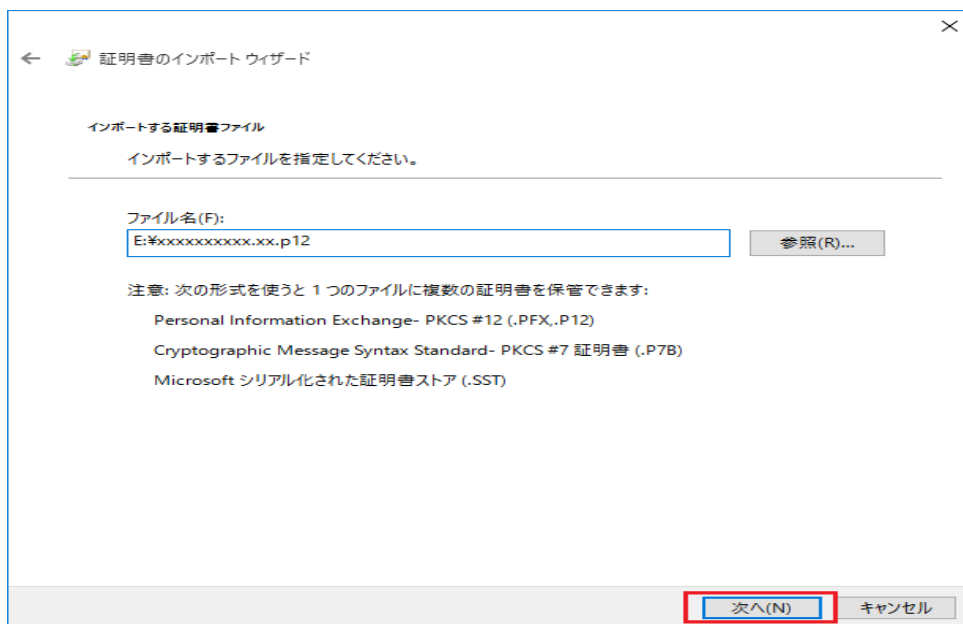 証明書のインポート ウィザード
インポートする証明書ファイル
インポートするファイルを指定してください。
ファイル名(F):
E:¥xxxxxxxxxx.xx.p12
参照(R)...
注意: 次の形式を使うと 1 つのファイルに複数の証明書を保管できます:
Personal Information Exchange- PKCS #12 (.PFX,.P12)
Cryptographic Message Syntax Standard- PKCS #7 証明書 (.P7B)
Microsoft シリアル化された証明書ストア (.SST)
次へ(N)
キャンセル